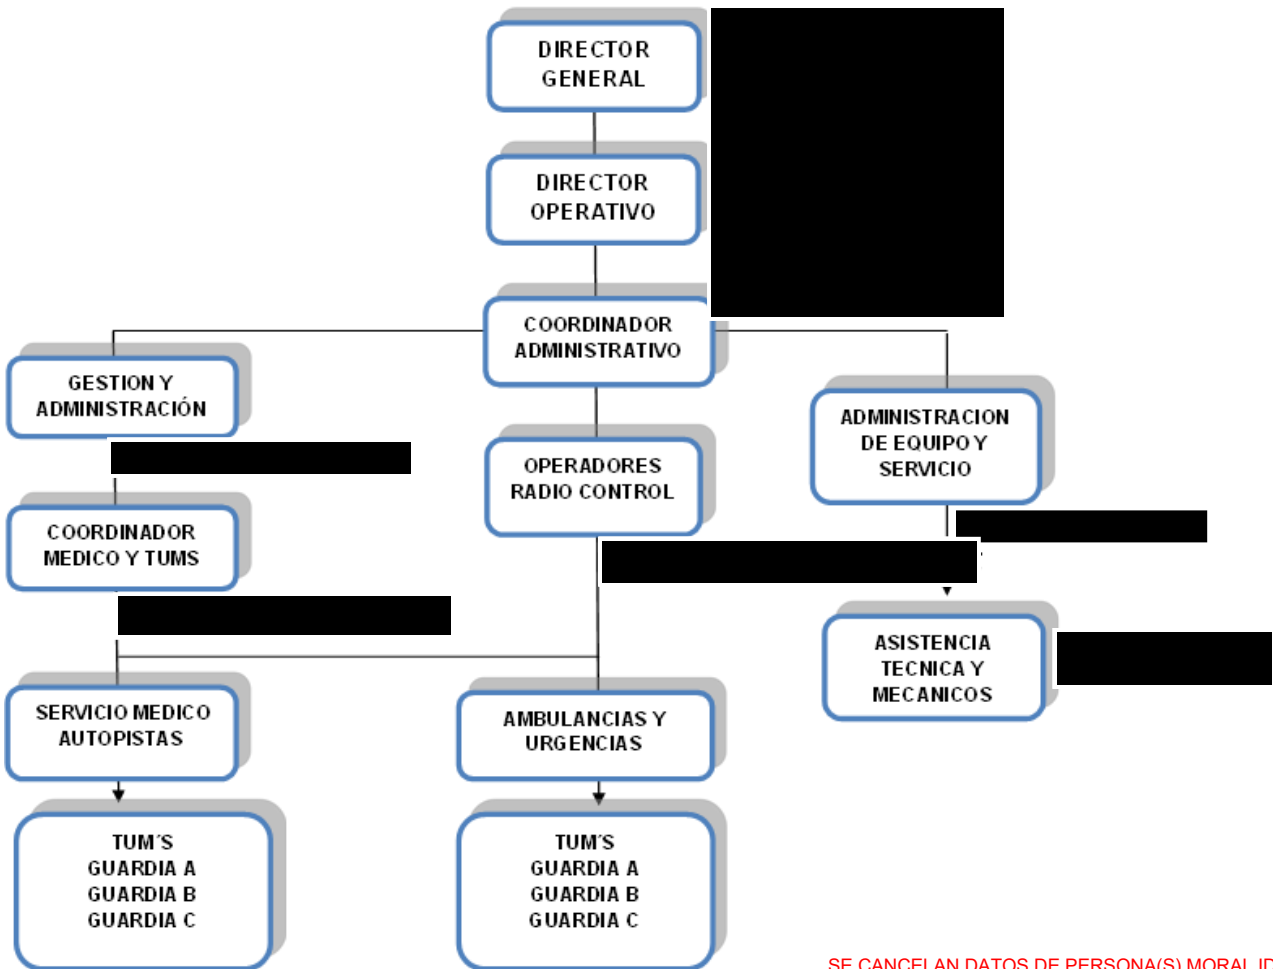 DIRECTOR
GENERAL
DIRECTOR
OPERATIVO
COORDINADOR
ADMINISTRATIVO
GESTION Y
ADMINISTRACIÓN
OPERADORES
RADIO CONTROL
ADMINISTRACION
DE EQUIPO Y
SERVICIO
COORDINADOR
MEDICO Y TUMS
ASISTENCIA
TECNICA Y
MECANICOS
SERVICIO MEDICO
AUTOPISTAS
AMBULANCIAS Y
URGENCIAS
TUM´S
GUARDIA A
GUARDIA B
GUARDIA C
TUM´S
GUARDIA A
GUARDIA B
GUARDIA C
SE CANCELAN DATOS DE PERSONA(S) MORAL ID